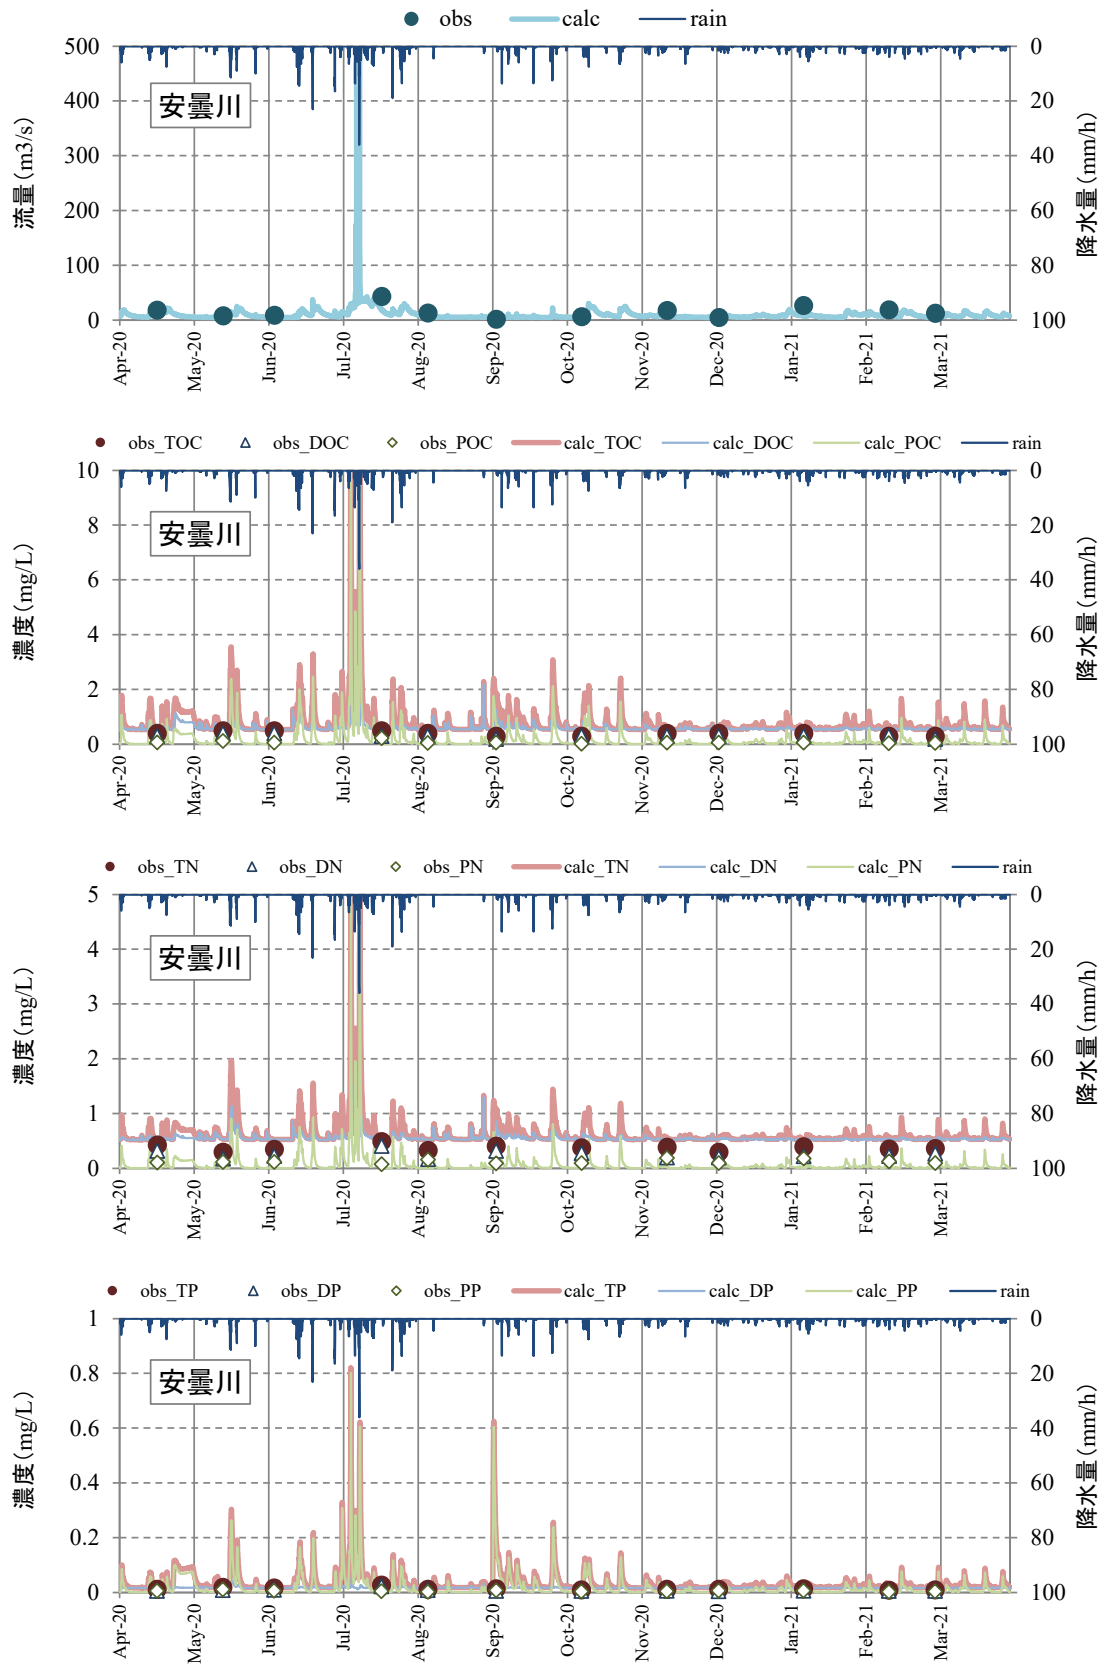 obs calc rain
500 0
400 20
300 40
200 60
100 80
0 100
流量(m3/s)
降水量(mm/h)
安曇川
Apr-20 May-20 Jun-20 Jul-20 Aug-20 Sep-20 Oct-20 Nov-20 Dec-20 Jan-21 Feb-21 Mar-21
obs_TOC obs_DOC obs_POC calc_TOC calc_DOC calc_POC rain
10 0
8 20
6 40
4 60
2 80
0 100
濃度(mg/L)
降水量(mm/h)
安曇川
Apr-20 May-20 Jun-20 Jul-20 Aug-20 Sep-20 Oct-20 Nov-20 Dec-20 Jan-21 Feb-21 Mar-21
obs_TN obs_DN obs_PN calc_TN calc_DN calc_PN rain
5 0
4 20
3 40
2 60
1 80
0 100
濃度(mg/L)
降水量(mm/h)
安曇川
Apr-20 May-20 Jun-20 Jul-20 Aug-20 Sep-20 Oct-20 Nov-20 Dec-20 Jan-21 Feb-21 Mar-21
obs_TP obs_DP obs_PP calc_TP calc_DP calc_PP rain
1 0
0.8 20
0.6 40
0.4 60
0.2 80
0 100
濃度(mg/L)
降水量(mm/h)
安曇川
Apr-20 May-20 Jun-20 Jul-20 Aug-20 Sep-20 Oct-20 Nov-20 Dec-20 Jan-21 Feb-21 Mar-21